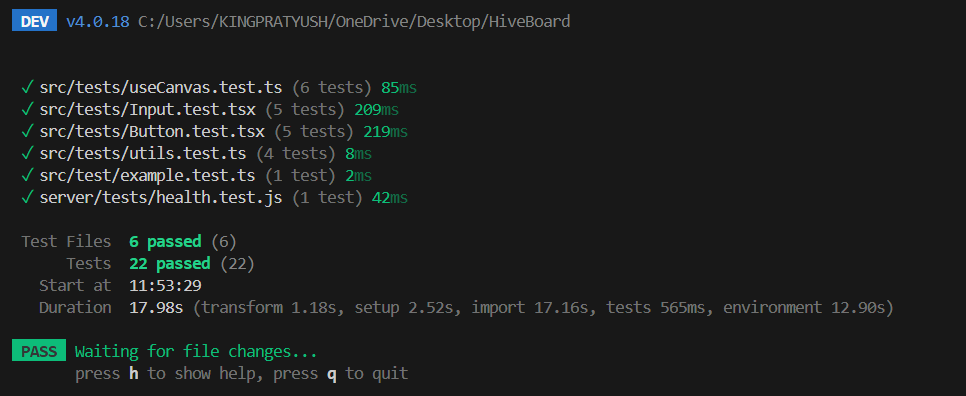 DEV v4.0.18 C:/Users/KINGPRATYUSH/OneDrive/Desktop/HiveBoard
✓ src/tests/useCanvas.test.ts (6 tests) 85ms
✓ src/tests/Input.test.tsx (5 tests) 209ms
✓ src/tests/Button.test.tsx (5 tests) 219ms
✓ src/tests/utils.test.ts (4 tests) 8ms
✓ src/test/example.test.ts (1 test) 2ms
✓ server/tests/health.test.js (1 test) 42ms
Test Files 6 passed (6)
Tests 22 passed (22)
Start at 11:53:29
Duration 17.98s (transform 1.18s, setup 2.52s, import 17.16s, tests 565ms, environment 12.90s)
PASS Waiting for file changes...
press h to show help, press q to quit